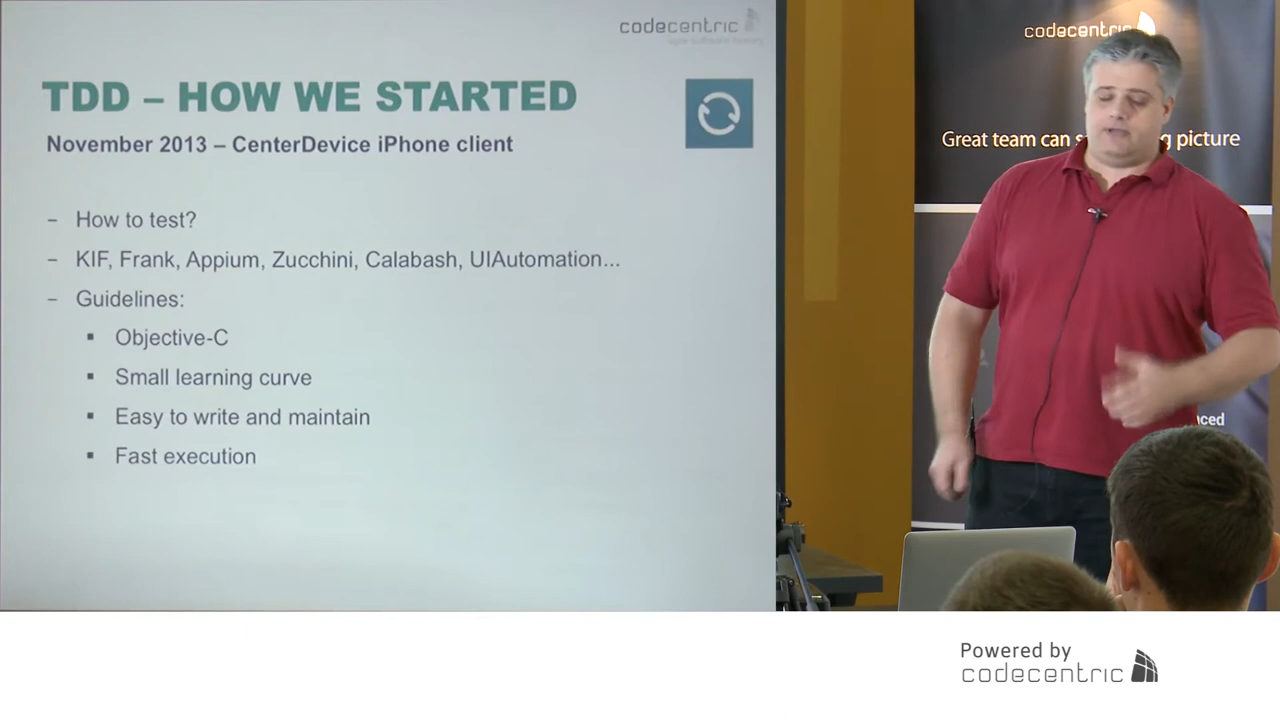 codecentric
TDD – HOW WE STARTED
November 2013 – CenterDevice iPhone client
– How to test?
– KIF, Frank, Appium, Zucchini, Calabash, UIAutomation...
– Guidelines:
▪ Objective-C
▪ Small learning curve
▪ Easy to write and maintain
▪ Fast execution
codecentric
Great team can s g picture
nced
Powered by
codecentric